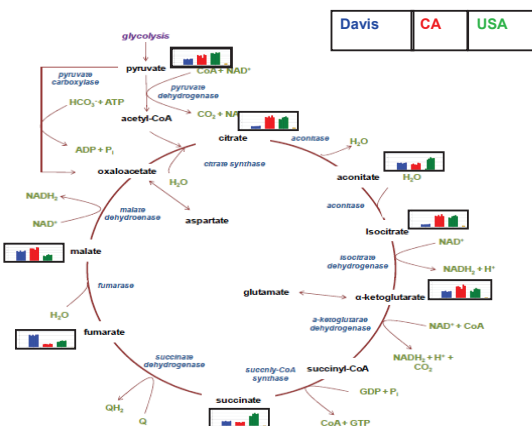 Davis CA USA
glycolysis
pyruvate
pyruvate
carboxylase
CoA + NAD⁺
pyruvate
dehydrogenase
HCO₃⁻+ ATP
acetyl-CoA
CO₂ + NA
citrate
aconitase
H₂O
ADP + Pᵢ
citrate synthase
oxaloacetate
H₂O
aconitate
H₂O
NADH₂
malate
dehydroenase
NAD⁺
aspartate
aconitase
Isocitrate
NAD⁺
malate
isocitrate
dehydrogenase
NADH₂ + H⁺
fumarase
glutamate
α-ketoglutarate
H₂O
fumarate
a-ketoglutarae
dehydrogenase
NAD⁺ + CoA
succinate
dehydrogenase
succnly-CoA
synthase
succinyl-CoA
NADH₂ + H⁺ +
CO₂
GDP + Pᵢ
succinate
QH₂
Q
CoA + GTP